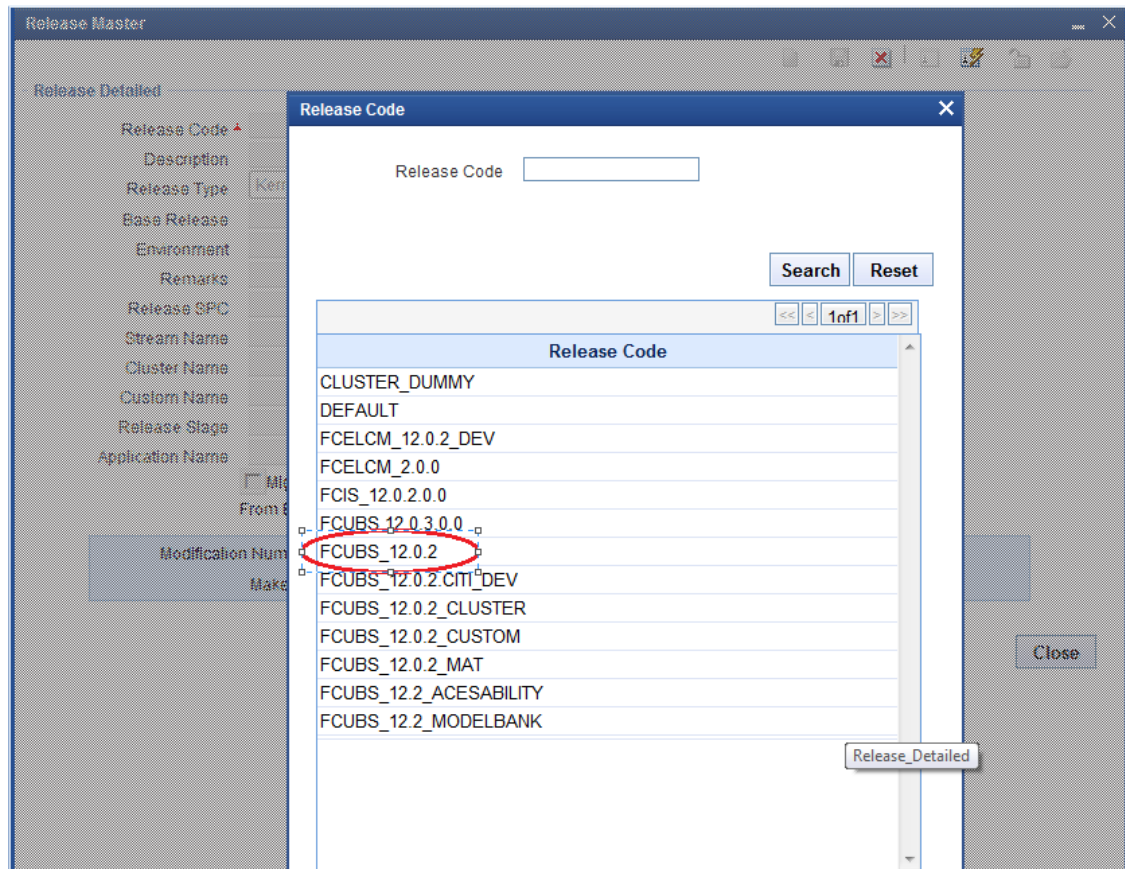 Release Master
Release Detailed
Release Code *
Description
Release Type
Kern
Base Release
Environment
Remarks
Release SPC
Stream Name
Cluster Name
Custom Name
Release Stage
Application Name
Mig
From E
Modification Num
Make
Close
Release Code
Release Code
Search Reset
<< < 1of1 > >>
Release Code
CLUSTER_DUMMY
DEFAULT
FCELCM_12.0.2_DEV
FCELCM_2.0.0
FCIS_12.0.2.0.0
FCUBS_12.0.3.0.0
FCUBS_12.0.2
FCUBS_12.0.2.CITI_DEV
FCUBS_12.0.2_CLUSTER
FCUBS_12.0.2_CUSTOM
FCUBS_12.0.2_MAT
FCUBS_12.2_ACESABILITY
FCUBS_12.2_MODELBANK
Release_Detailed